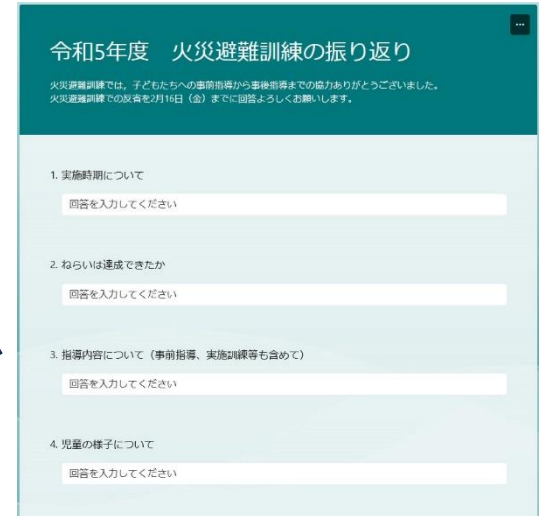 令和5年度　火災避難訓練の振り返り
火災避難訓練では，子どもたちへの事前指導から事後指導までの協力ありがとうございました。
火災避難訓練での反省を2月16日（金）までに回答よろしくお願いします。
1. 実施時期について
回答を入力してください
2. ねらいは達成できたか
回答を入力してください
3. 指導内容について（事前指導、実施訓練等も含めて）
回答を入力してください
4. 児童の様子について
回答を入力してください